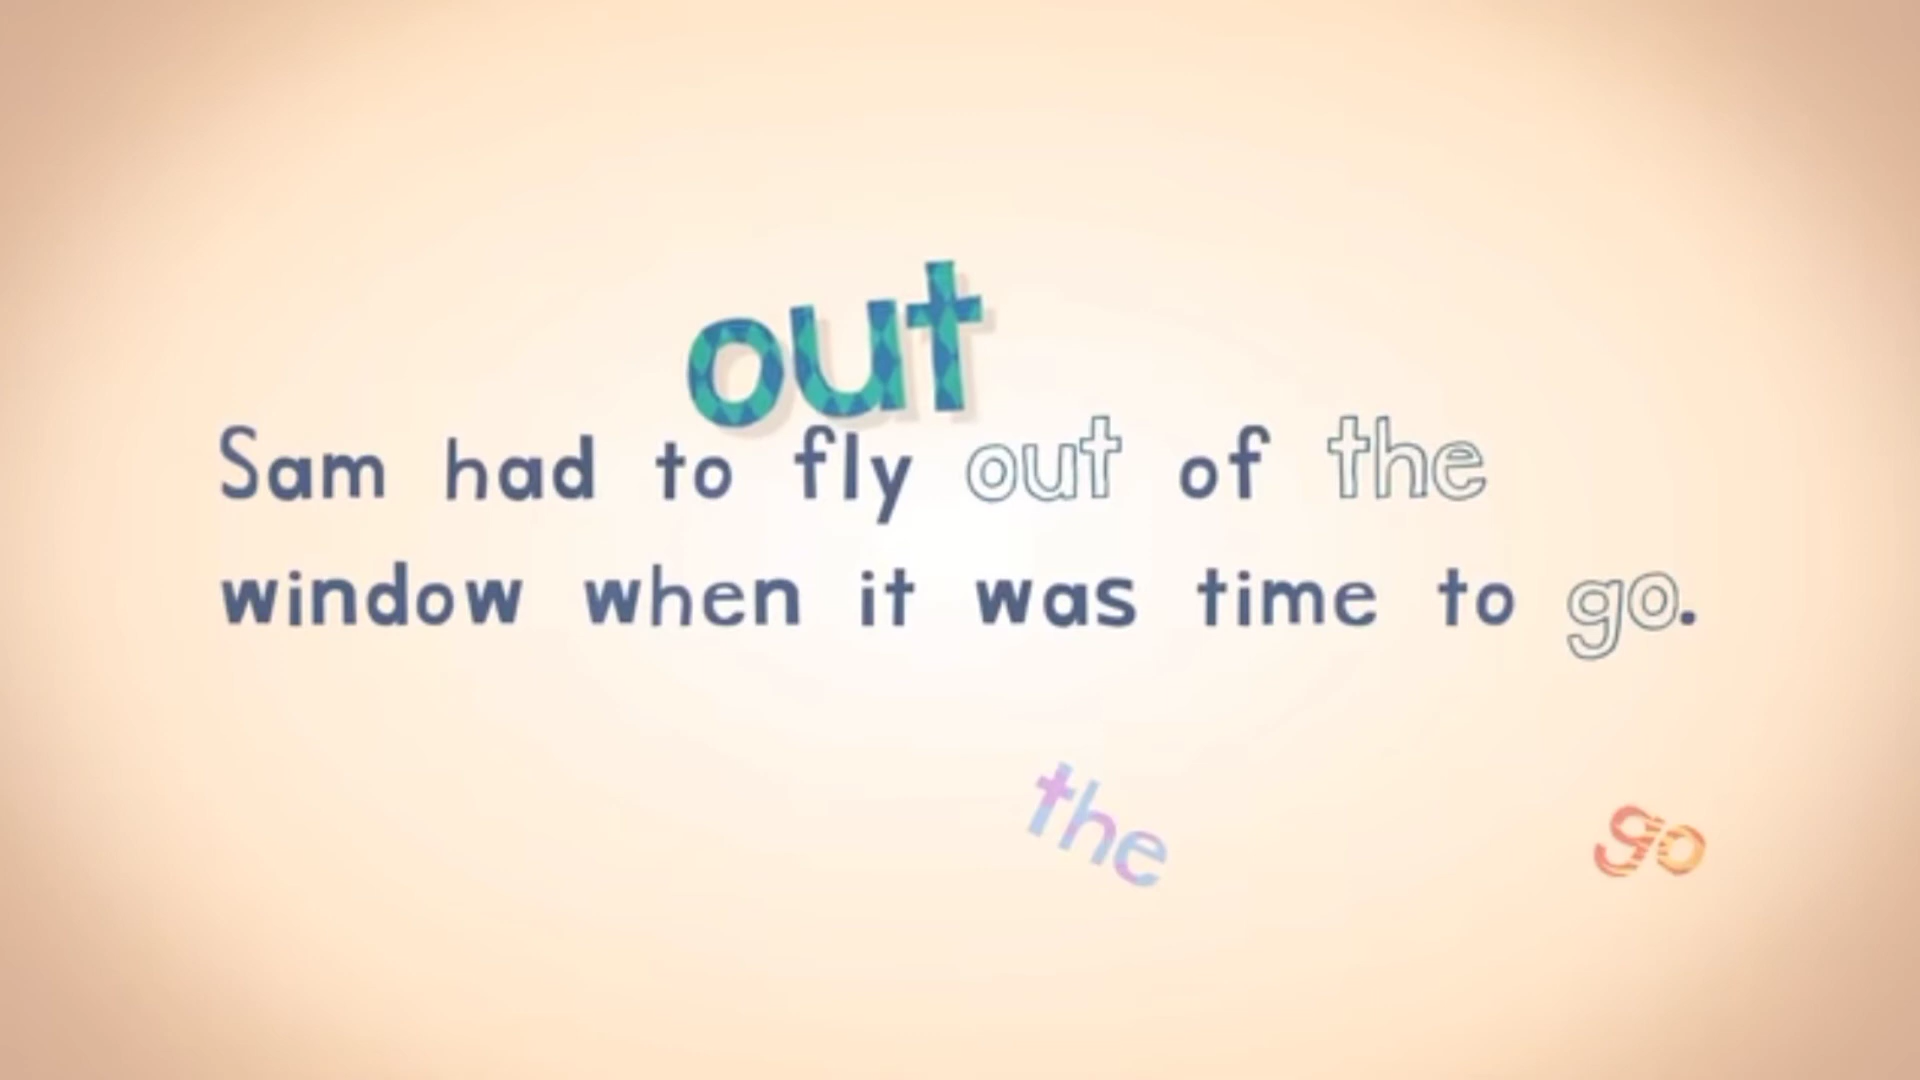 out
Sam had to fly out of the
window when it was time to go.
the
go